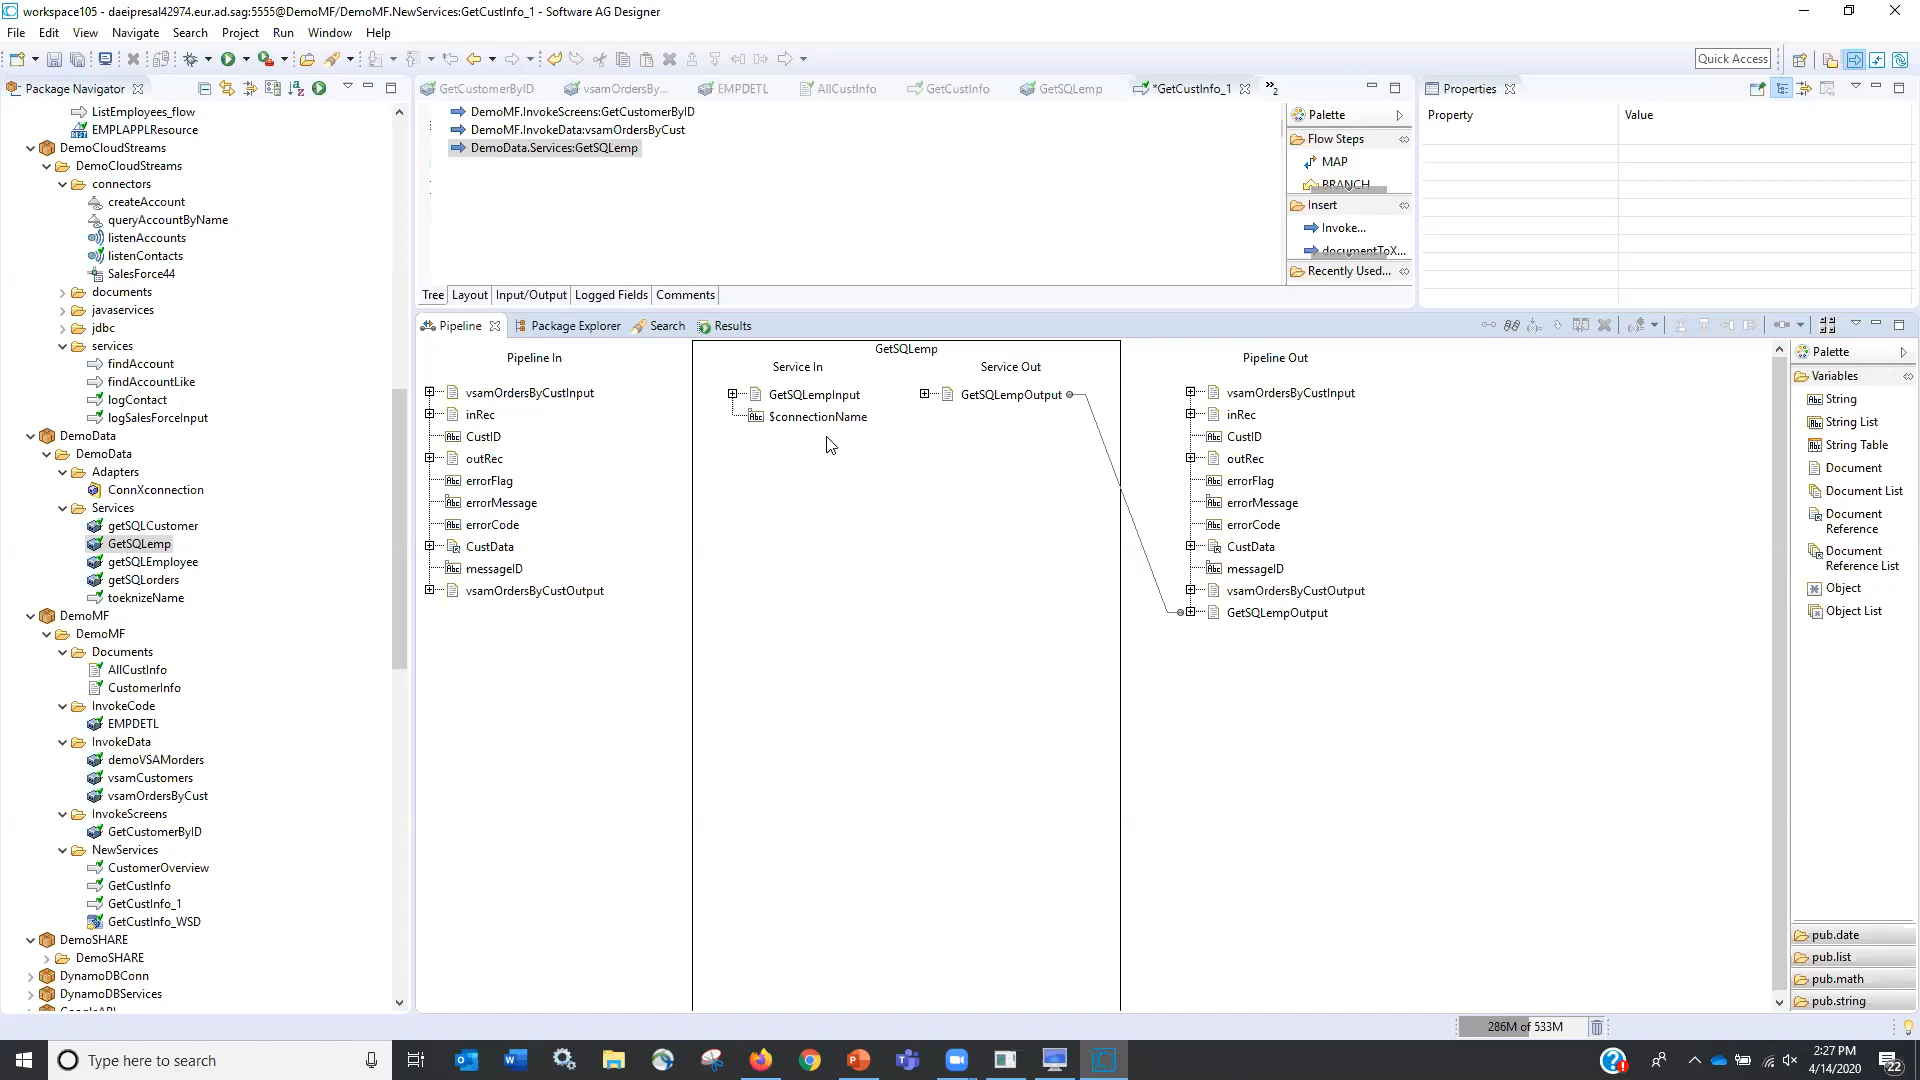 workspace105 - daeipresal42974.eur.ad.sag:5555@DemoMF/DemoMF.NewServices:GetCustInfo_1 - Software AG Designer
File Edit View Navigate Search Project Run Window Help
Quick Access
Package Navigator
ListEmployees_flow
EMPLAPPLResource
DemoCloudStreams
DemoCloudStreams
connectors
createAccount
queryAccountByName
listenAccounts
listenContacts
SalesForce44
documents
javaservices
jdbc
services
findAccount
findAccountLike
logContact
logSalesForceInput
DemoData
DemoData
Adapters
ConnXconnection
Services
getSQLCustomer
GetSQLemp
getSQLEmployee
getSQLorders
toeknizeName
DemoMF
DemoMF
Documents
AllCustInfo
CustomerInfo
InvokeCode
EMPDETL
InvokeData
demoVSAMorders
vsamCustomers
vsamOrdersByCust
InvokeScreens
GetCustomerByID
NewServices
CustomerOverview
GetCustInfo
GetCustInfo_1
GetCustInfo_WSD
DemoSHARE
DemoSHARE
DynamoDBConn
DynamoDBServices
GetCustomerByID vsamOrdersBy... EMPDETL AllCustInfo GetCustInfo GetSQLemp *GetCustInfo_1 »2
DemoMF.InvokeScreens:GetCustomerByID
DemoMF.InvokeData:vsamOrdersByCust
DemoData.Services:GetSQLemp
Palette
Flow Steps
MAP
BRANCH
Insert
Invoke...
documentToX...
Recently Used...
Tree Layout Input/Output Logged Fields Comments
Properties
Property Value
Pipeline Package Explorer Search Results
Pipeline In
vsamOrdersByCustInput
inRec
CustID
outRec
errorFlag
errorMessage
errorCode
CustData
messageID
vsamOrdersByCustOutput
GetSQLemp
Service In
GetSQLempInput
$connectionName
Service Out
GetSQLempOutput
Pipeline Out
vsamOrdersByCustInput
inRec
CustID
outRec
errorFlag
errorMessage
errorCode
CustData
messageID
vsamOrdersByCustOutput
GetSQLempOutput
Palette
Variables
String
String List
String Table
Document
Document List
Document
Reference
Document
Reference List
Object
Object List
pub.date
pub.list
pub.math
pub.string
286M of 533M
Type here to search
2:27 PM
4/14/2020
22